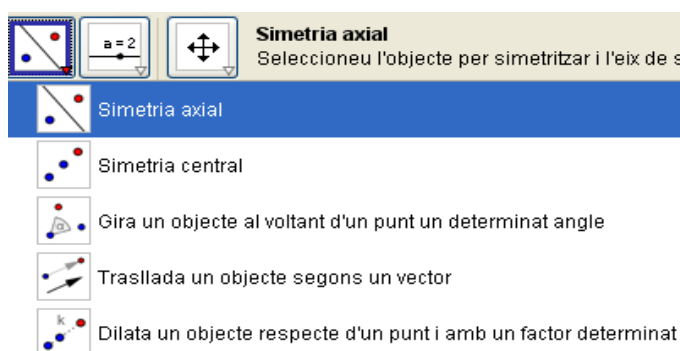 a = 2
Simetria axial
Seleccioneu l'objecte per simetritzar i l'eix de s
Simetria axial
Simetria central
α
Gira un objecte al voltant d'un punt un determinat angle
Trasllada un objecte segons un vector
k
Dilata un objecte respecte d'un punt i amb un factor determinat